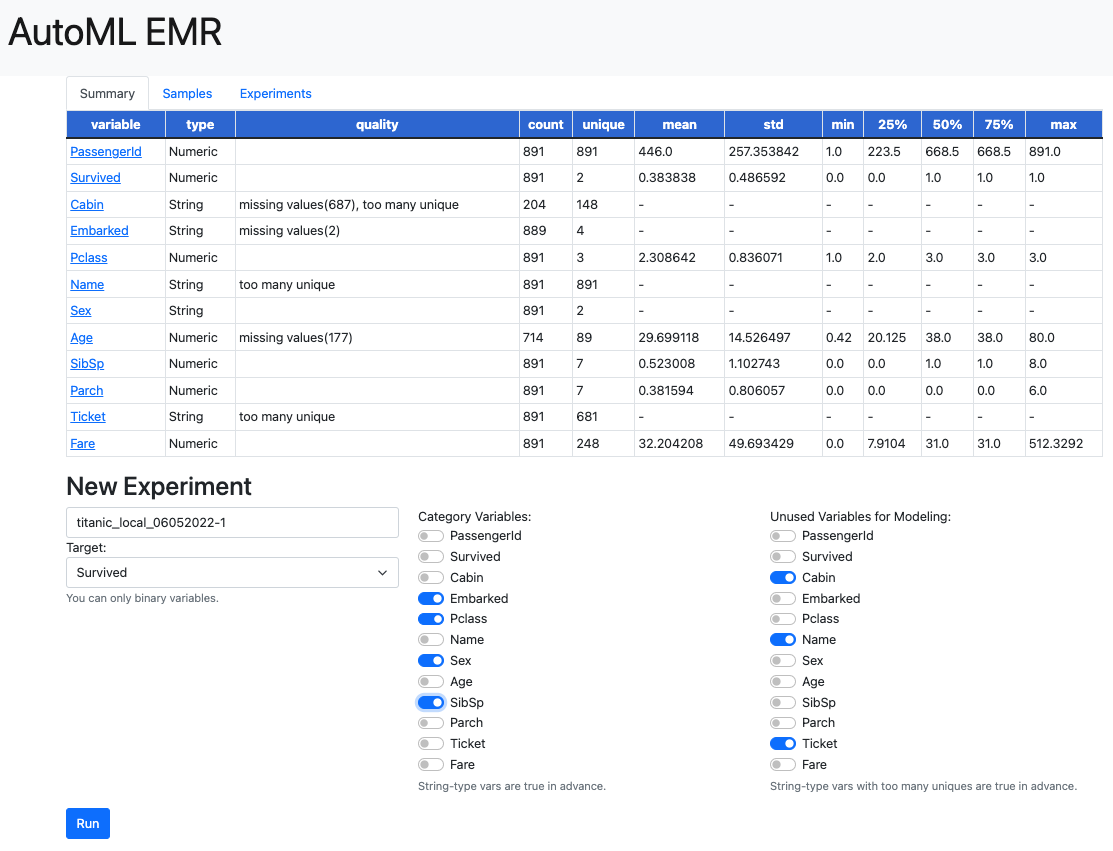 AutoML EMR
Summary Samples Experiments
variable type quality count unique mean std min 25% 50% 75% max
PassengerId Numeric 891 891 446.0 257.353842 1.0 223.5 668.5 668.5 891.0
Survived Numeric 891 2 0.383838 0.486592 0.0 0.0 1.0 1.0 1.0
Cabin String missing values(687), too many unique 204 148 - - - - - - -
Embarked String missing values(2) 889 4 - - - - - - -
Pclass Numeric 891 3 2.308642 0.836071 1.0 2.0 3.0 3.0 3.0
Name String too many unique 891 891 - - - - - - -
Sex String 891 2 - - - - - - -
Age Numeric missing values(177) 714 89 29.699118 14.526497 0.42 20.125 38.0 38.0 80.0
SibSp Numeric 891 7 0.523008 1.102743 0.0 0.0 1.0 1.0 8.0
Parch Numeric 891 7 0.381594 0.806057 0.0 0.0 0.0 0.0 6.0
Ticket String too many unique 891 681 - - - - - - -
Fare Numeric 891 248 32.204208 49.693429 0.0 7.9104 31.0 31.0 512.3292
New Experiment
titanic_local_06052022-1
Target:
Survived
You can only binary variables.
Category Variables:
PassengerId
Survived
Cabin
Embarked
Pclass
Name
Sex
Age
SibSp
Parch
Ticket
Fare
String-type vars are true in advance.
Unused Variables for Modeling:
PassengerId
Survived
Cabin
Embarked
Pclass
Name
Sex
Age
SibSp
Parch
Ticket
Fare
String-type vars with too many uniques are true in advance.
Run